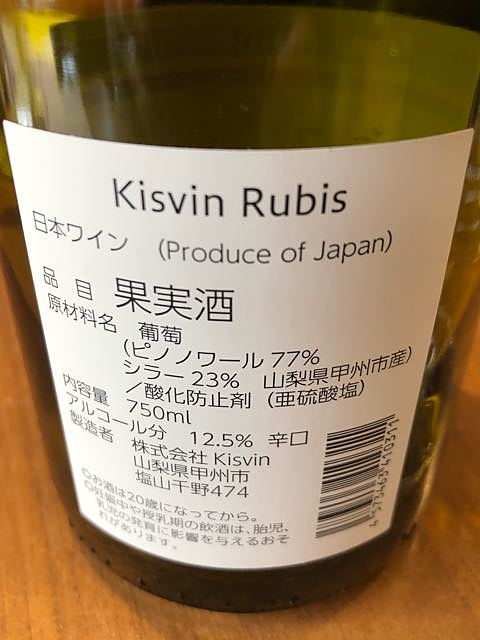 Kisvin Rubis
日本ワイン (Produce of Japan)
品 目 果実酒
原材料名 葡萄
(ピノノワール 77%
シラー 23% 山梨県甲州市産)
／酸化防止剤 (亜硫酸塩)
内容量 750ml
アルコール分 12.5% 辛口
製造者 株式会社 Kisvin
山梨県甲州市
塩山千野474
◎お酒は20歳になってから。
◎妊娠中や授乳期の飲酒は、胎児、
乳児の発育に影響を与えるおそ
れがあります。
4 573463 410311